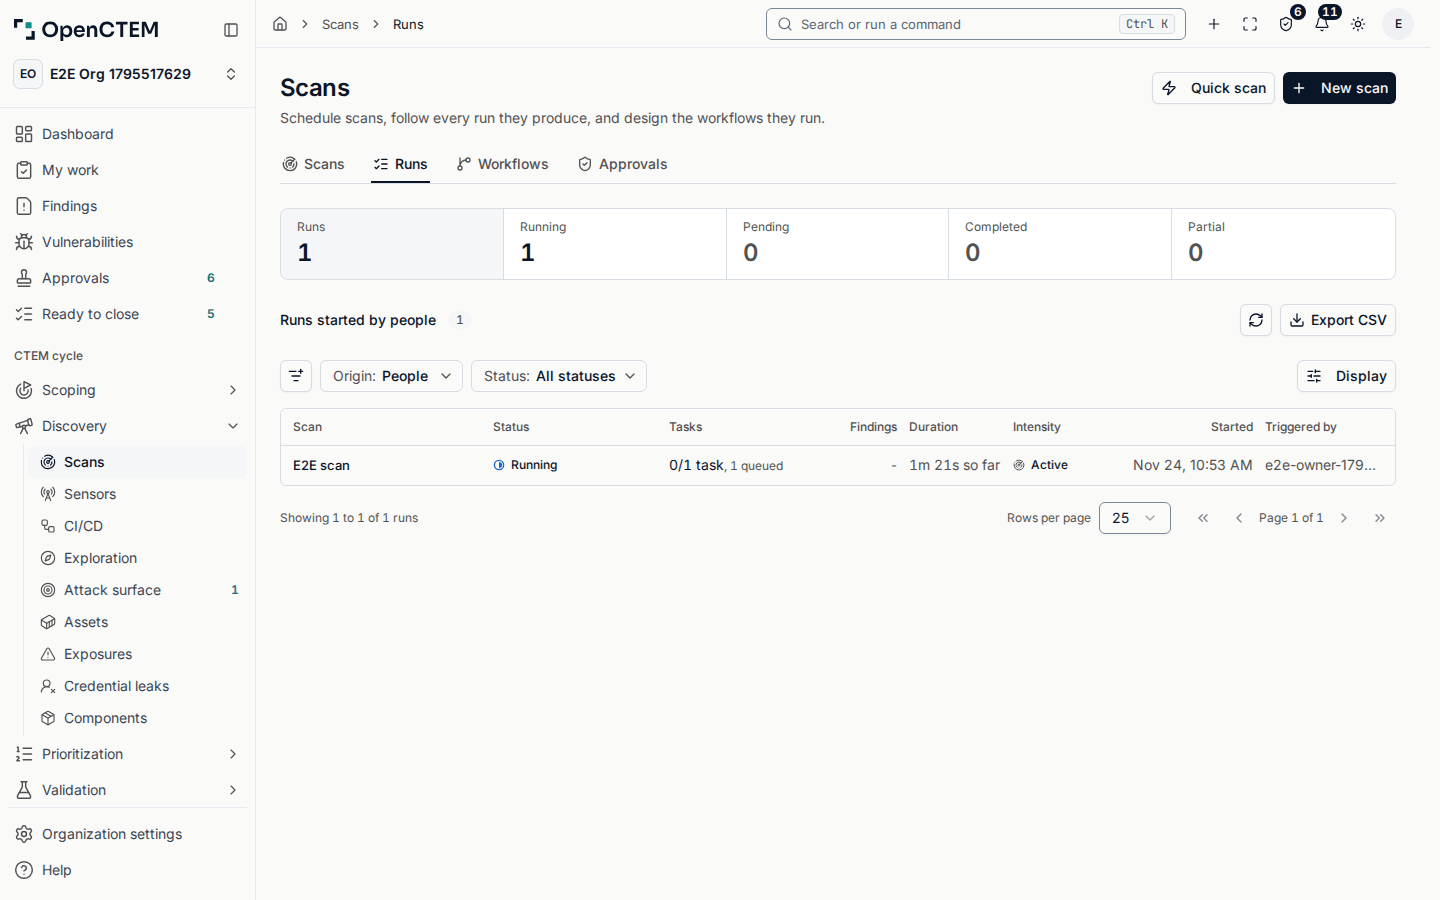 OpenCTEM
EO E2E Org 1795517629
Dashboard
My work
Findings
Vulnerabilities
Approvals 6
Ready to close 5
CTEM cycle
Scoping
Discovery
Scans
Sensors
CI/CD
Exploration
Attack surface 1
Assets
Exposures
Credential leaks
Components
Prioritization
Validation
Organization settings
Help
Scans Runs
Search or run a command Ctrl K
6
11
E
Scans
Schedule scans, follow every run they produce, and design the workflows they run.
Quick scan
New scan
Scans Runs Workflows Approvals
Runs Running Pending Completed Partial
1 1 0 0 0
Runs started by people 1
Export CSV
Origin: People
Status: All statuses
Display
Scan Status Tasks Findings Duration Intensity Started Triggered by
E2E scan Running 0/1 task, 1 queued - 1m 21s so far Active Nov 24, 10:53 AM e2e-owner-179...
Showing 1 to 1 of 1 runs
Rows per page 25
Page 1 of 1